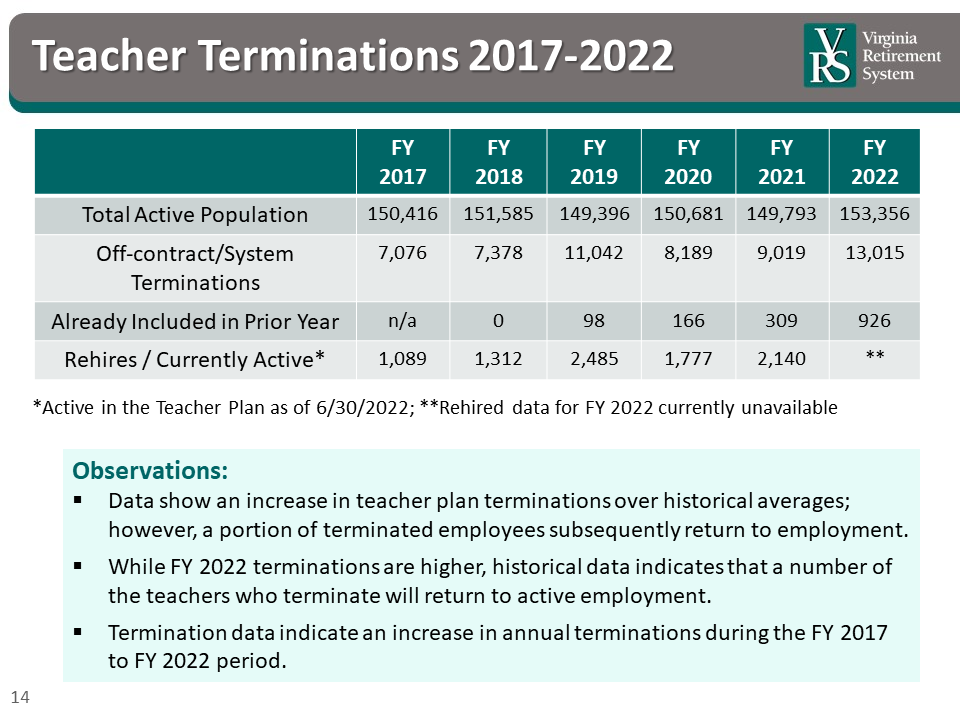 Teacher Terminations 2017-2022
VRS
Virginia
Retirement
System
FY
2017
FY
2018
FY
2019
FY
2020
FY
2021
FY
2022
Total Active Population 150,416 151,585 149,396 150,681 149,793 153,356
Off-contract/System
Terminations
7,076 7,378 11,042 8,189 9,019 13,015
Already Included in Prior Year n/a 0 98 166 309 926
Rehires / Currently Active* 1,089 1,312 2,485 1,777 2,140 **
*Active in the Teacher Plan as of 6/30/2022; **Rehired data for FY 2022 currently unavailable
Observations:
▪ Data show an increase in teacher plan terminations over historical averages;
however, a portion of terminated employees subsequently return to employment.
▪ While FY 2022 terminations are higher, historical data indicates that a number of
the teachers who terminate will return to active employment.
▪ Termination data indicate an increase in annual terminations during the FY 2017
to FY 2022 period.
14